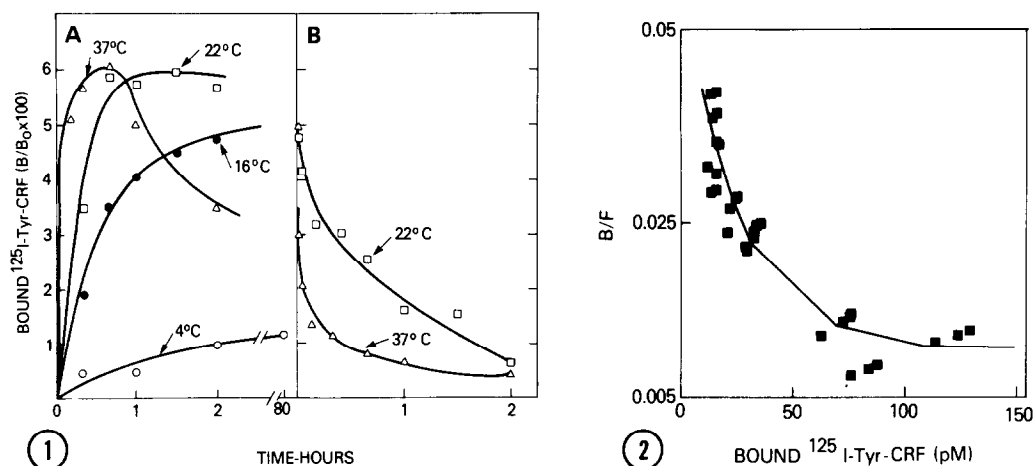 A
B
37°C
22°C
16°C
4°C
22°C
37°C
6
5
4
3
2
1
0 1 2 80 1 2
BOUND ¹²⁵I-Tyr-CRF (B/B₀x100)
TIME-HOURS
1
0.05
0.025
0.005
B/F
0 50 100 150
BOUND ¹²⁵ I-Tyr-CRF (pM)
2